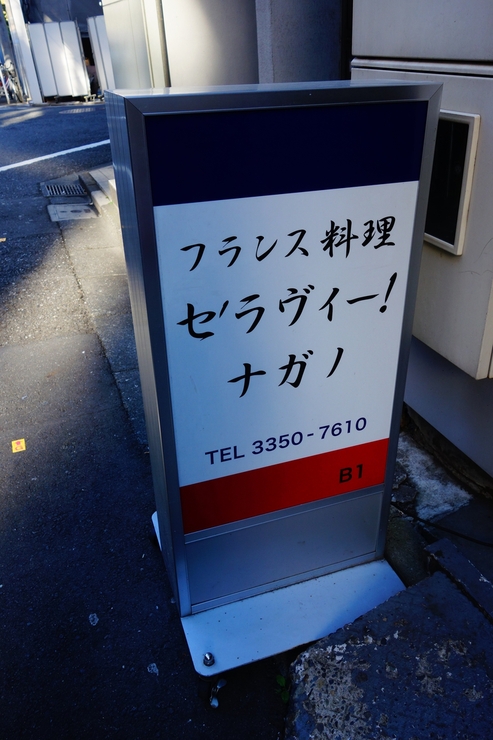 フランス料理
セ'ラヴィー!
ナガノ
TEL 3350-7610
B1